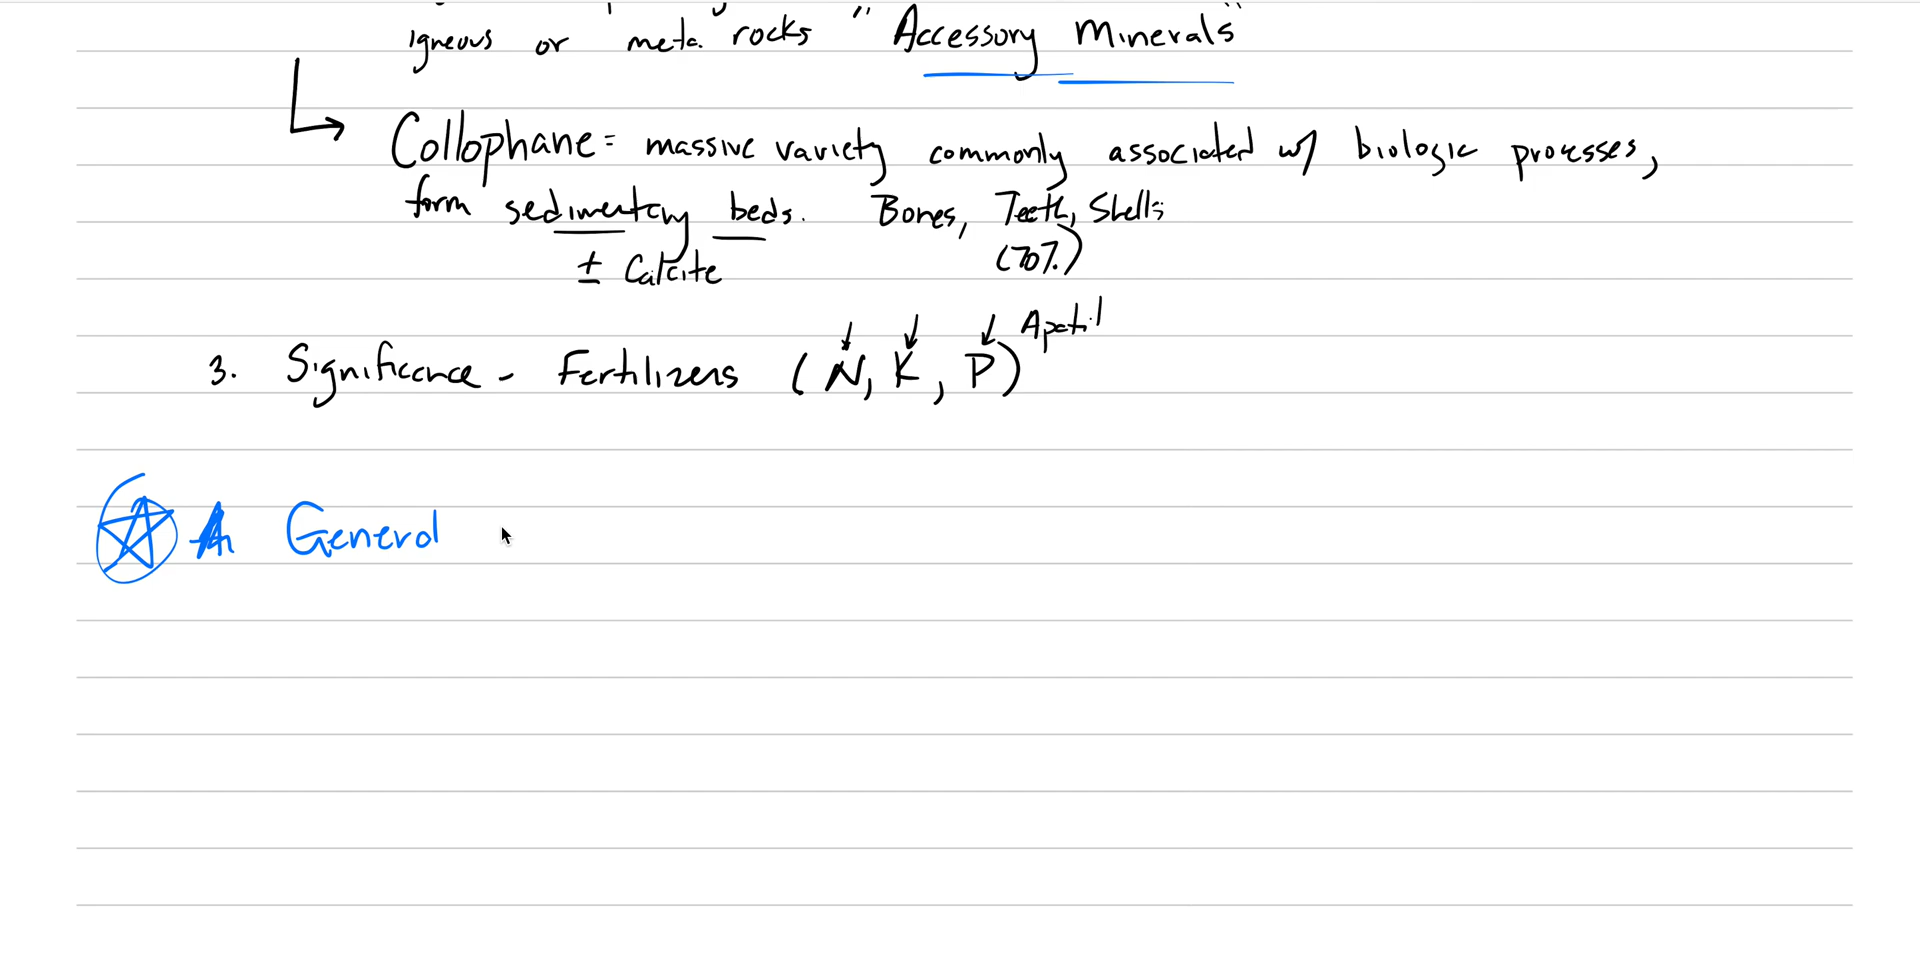 igneous or meta. rocks "Accessory Minerals"
Collophane = massive variety commonly associated w/ biologic processes,
form sedimentary beds. Bones, Teeth, Shells
± Calcite (70%)
Apatit
3. Significance - Fertilizers (N, K, P)
General